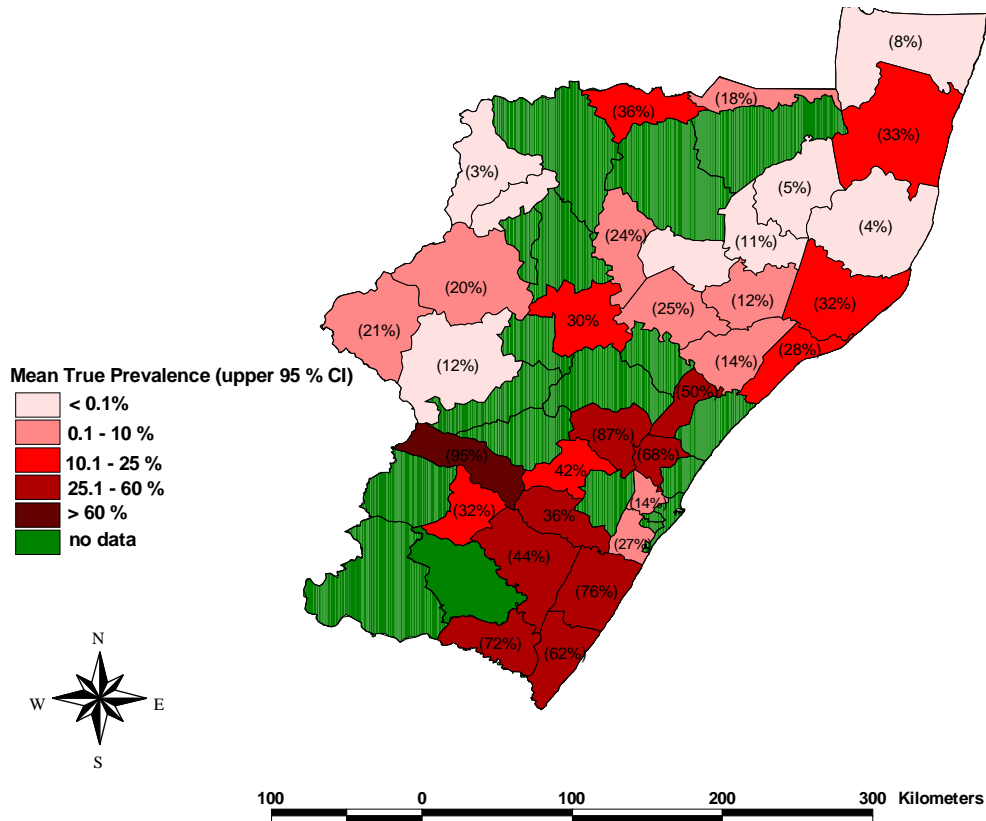 (8%)
(36%)
(18%)
(33%)
(3%)
(5%)
(4%)
(24%)
(11%)
(20%)
(25%)
(12%)
(32%)
(21%)
30%
(28%)
(12%)
(14%)
Mean True Prevalence (upper 95 % CI)
< 0.1%
0.1 - 10 %
10.1 - 25 %
25.1 - 60 %
> 60 %
no data
(50%)
(87%)
(95%)
(68%)
42%
(14%)
(32%)
36%
(27%)
(44%)
(76%)
(72%)
(62%)
N
W
E
S
100 0 100 200 300 Kilometers